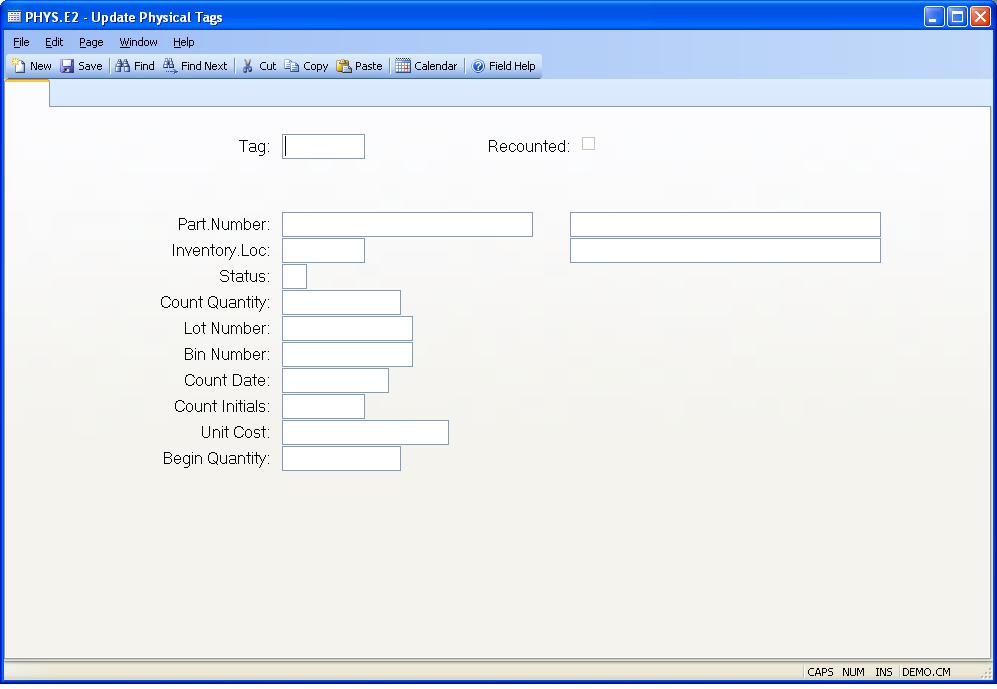 PHYS.E2 - Update Physical Tags
File Edit Page Window Help
New Save Find Find Next Cut Copy Paste Calendar Field Help
Tag: Recounted:
Part.Number:
Inventory.Loc:
Status:
Count Quantity:
Lot Number:
Bin Number:
Count Date:
Count Initials:
Unit Cost:
Begin Quantity:
CAPS NUM INS DEMO.CM